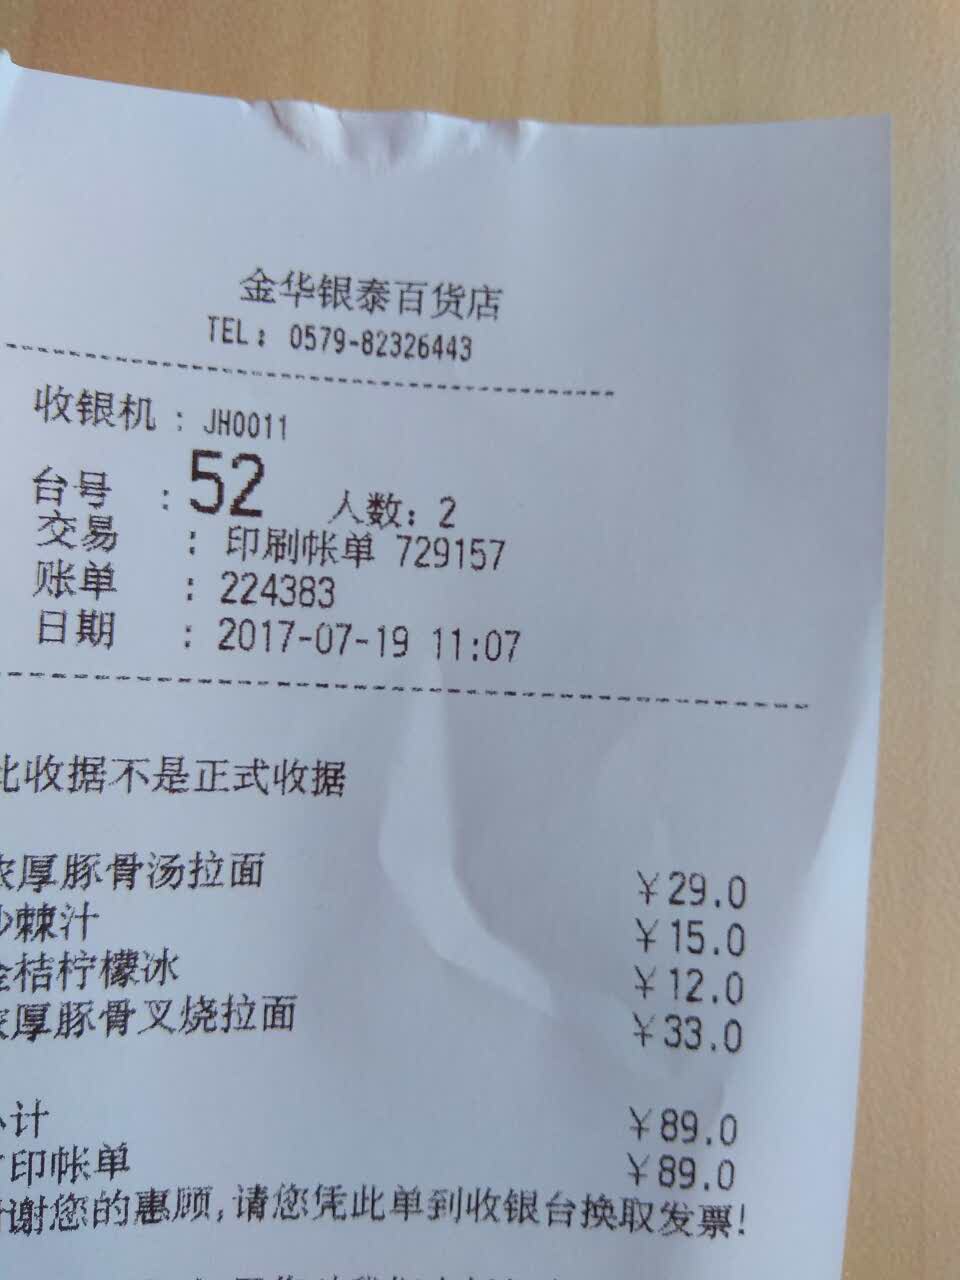 金华银泰百货店
TEL: 0579-82326443
收银机 : JH0011
台号 : 52 人数: 2
交易 : 印刷帐单 729157
账单 : 224383
日期 : 2017-07-19 11:07
此收据不是正式收据
浓厚豚骨汤拉面 ¥29.0
沙棘汁 ¥15.0
金桔柠檬冰 ¥12.0
浓厚豚骨叉烧拉面 ¥33.0
小计 ¥89.0
打印帐单 ¥89.0
谢您的惠顾,请您凭此单到收银台换取发票!